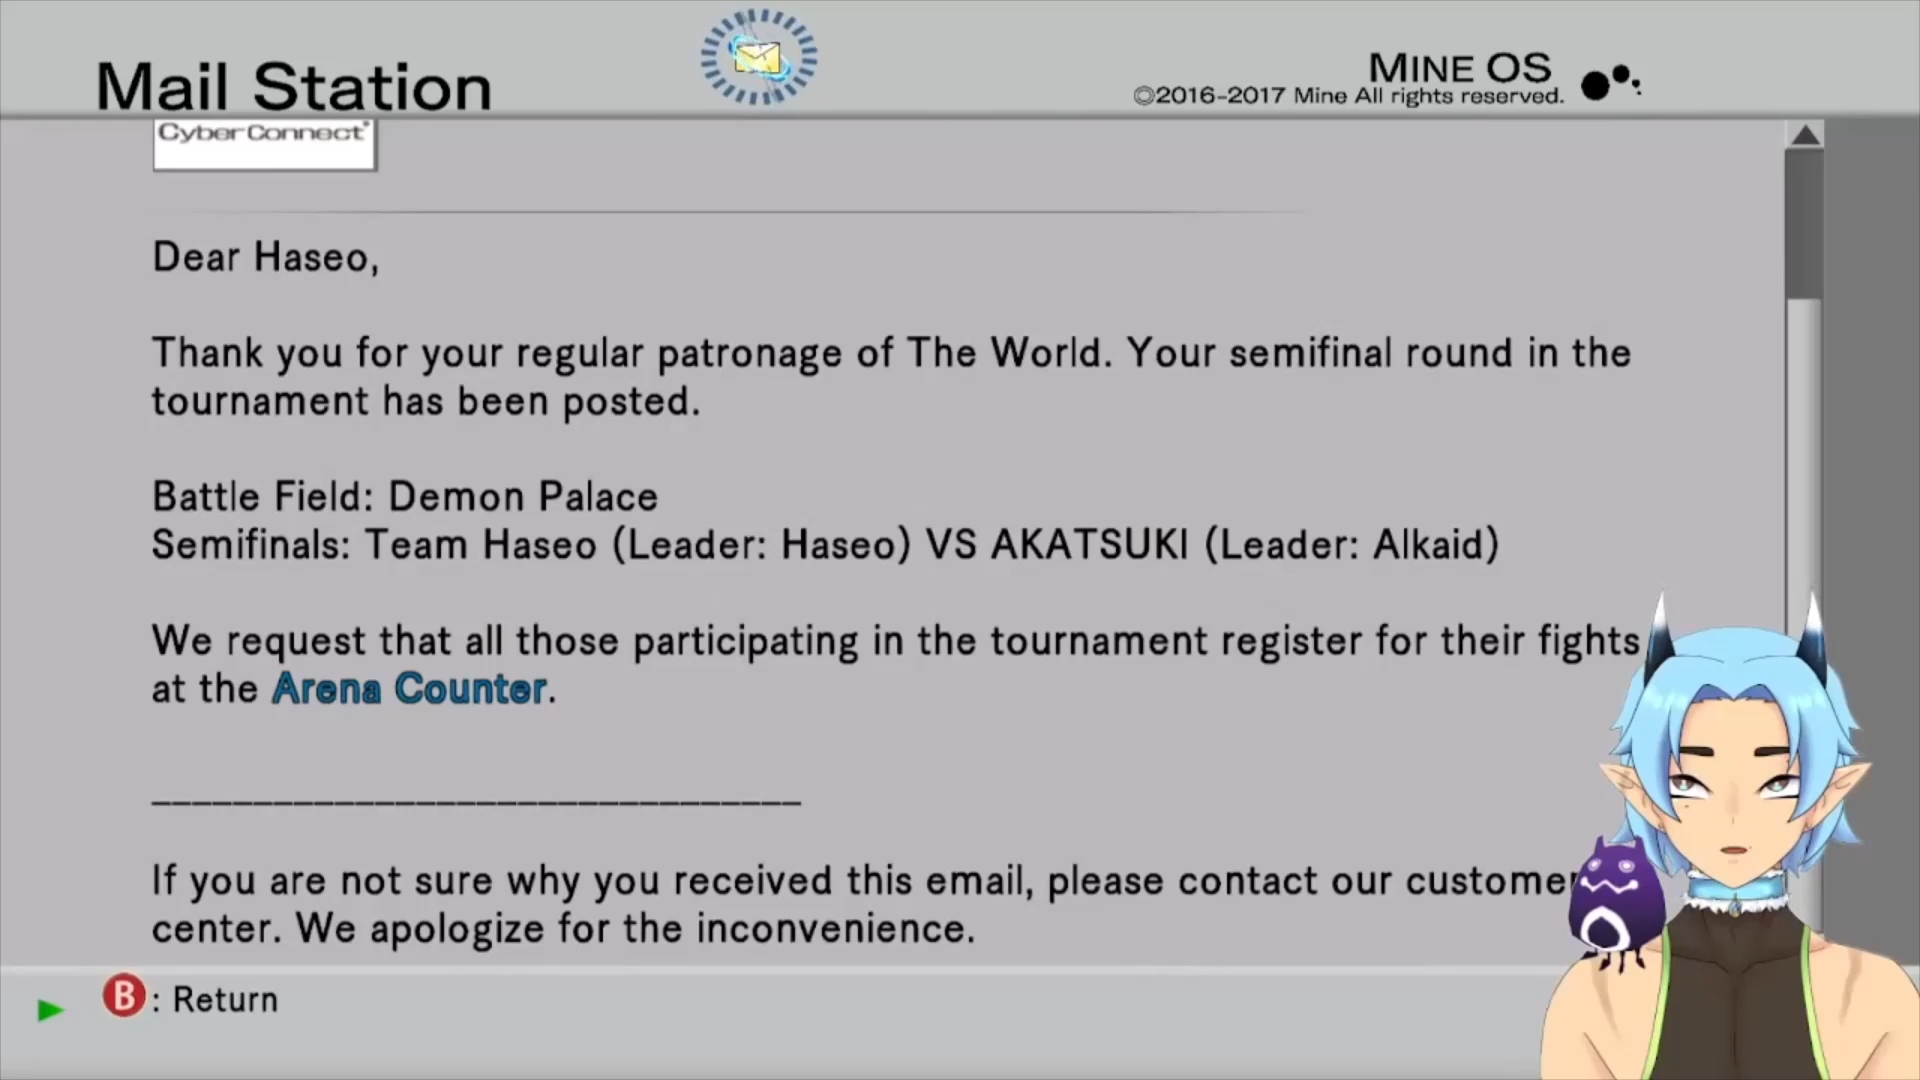 Mail Station
MINE OS
©2016-2017 Mine All rights reserved.
CyberConnect
Dear Haseo,
Thank you for your regular patronage of The World. Your semifinal round in the
tournament has been posted.
Battle Field: Demon Palace
Semifinals: Team Haseo (Leader: Haseo) VS AKATSUKI (Leader: Alkaid)
We request that all those participating in the tournament register for their fights
at the Arena Counter.
________________________________
If you are not sure why you received this email, please contact our customer
center. We apologize for the inconvenience.
B: Return